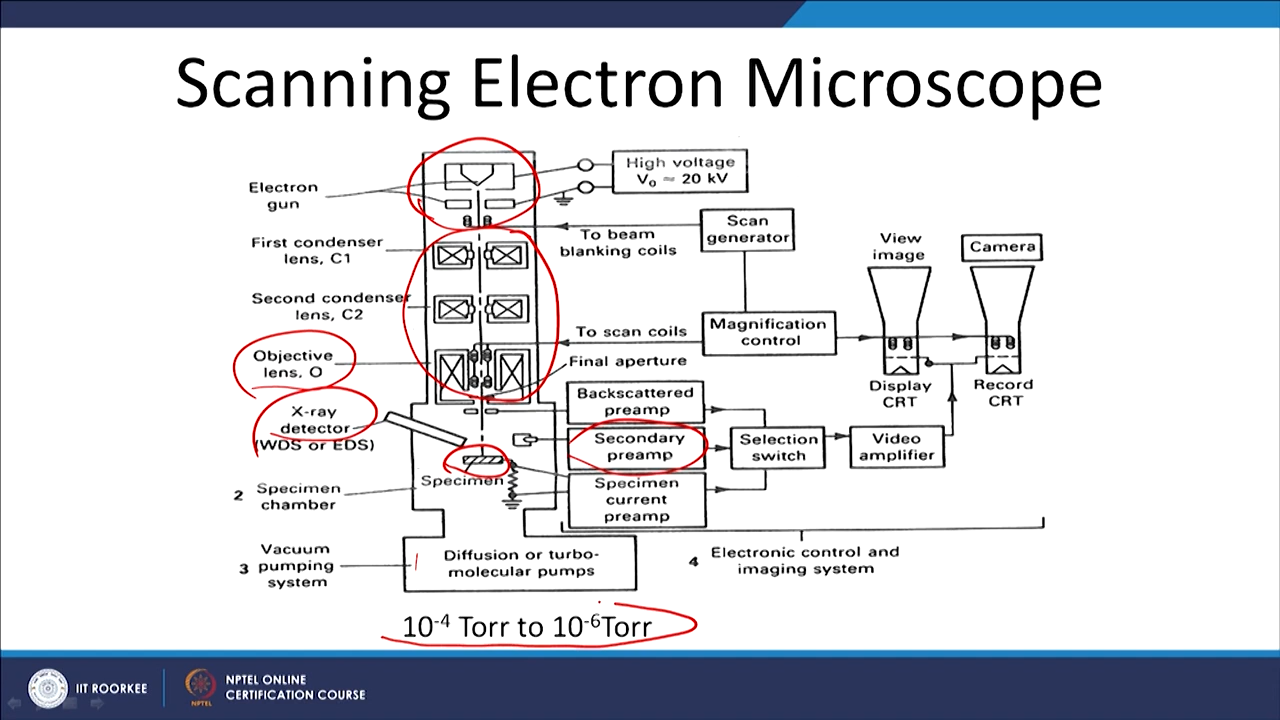 Scanning Electron Microscope
Electron
gun
High voltage
V₀ = 20 kV
First condenser
lens, C1
To beam
blanking coils
Scan
generator
View
image
Camera
Second condenser
lens, C2
To scan coils
Magnification
control
Objective
lens, O
Final aperture
Display
CRT
Record
CRT
X-ray
detector
(WDS or EDS)
Backscattered
preamp
Secondary
preamp
Selection
switch
Video
amplifier
Specimen
Specimen
current
preamp
2 Specimen
chamber
Vacuum
3 pumping
system
Diffusion or turbo-
molecular pumps
4 Electronic control and
imaging system
10⁻⁴ Torr to 10⁻⁶Torr
IIT ROORKEE
NPTEL
NPTEL ONLINE
CERTIFICATION COURSE